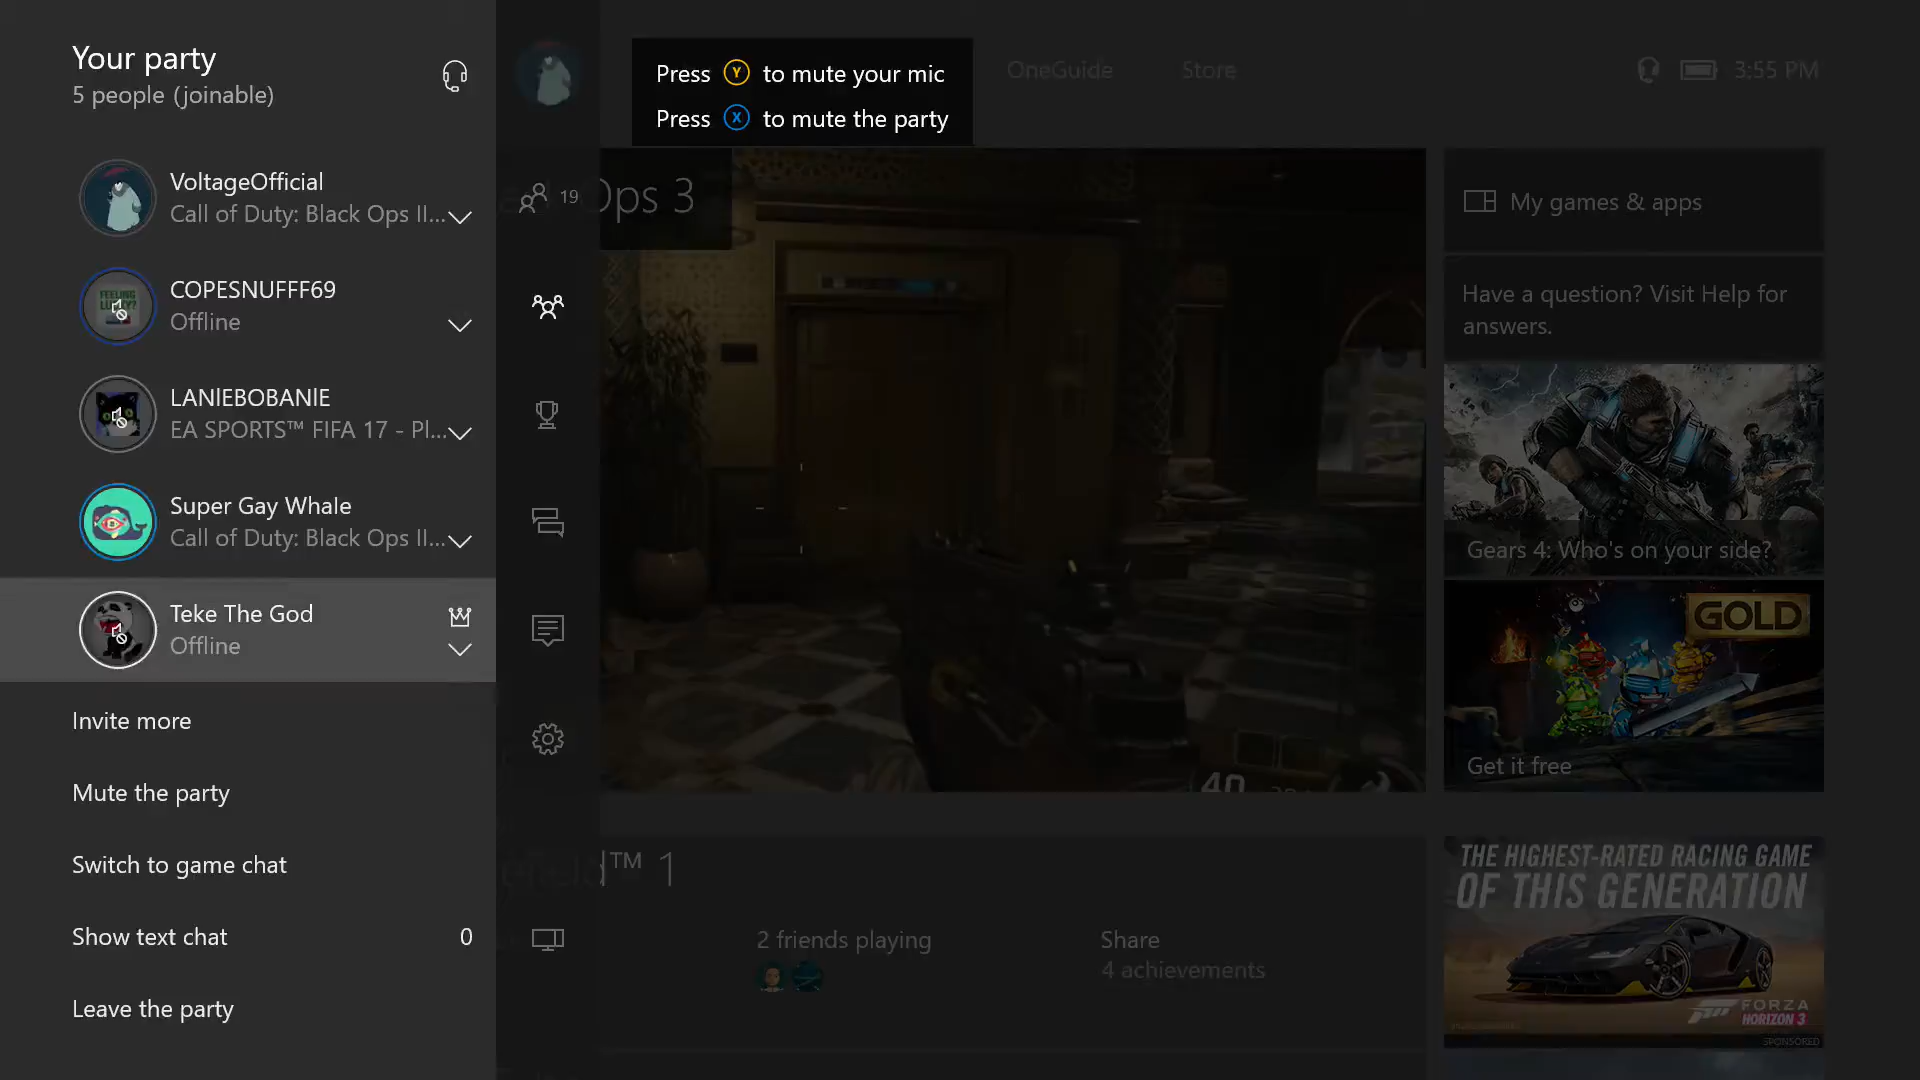 Your party
5 people (joinable)
VoltageOfficial
Call of Duty: Black Ops II...
COPESNUFFF69
Offline
LANlEBOBANlE
EA SPORTS™ FIFA 17 - Pl...
Super Gay Whale
Call of Duty: Black Ops II...
Teke The God
Offline
Invite more
Mute the party
Switch to game chat
Show text chat 0
Leave the party
Press Y to mute your mic
Press X to mute the party
OneGuide
Store
3:55 PM
19
Ops 3
FEELING
LUCKY?
40
My games & apps
Have a question? Visit Help for
answers.
Gears 4: Who's on your side?
GOLD
Get it free
™ 1
2 friends playing
Share
4 achievements
THE HIGHEST-RATED RACING GAME
OF THIS GENERATION
FORZA
HORIZON 3
SPONSORED